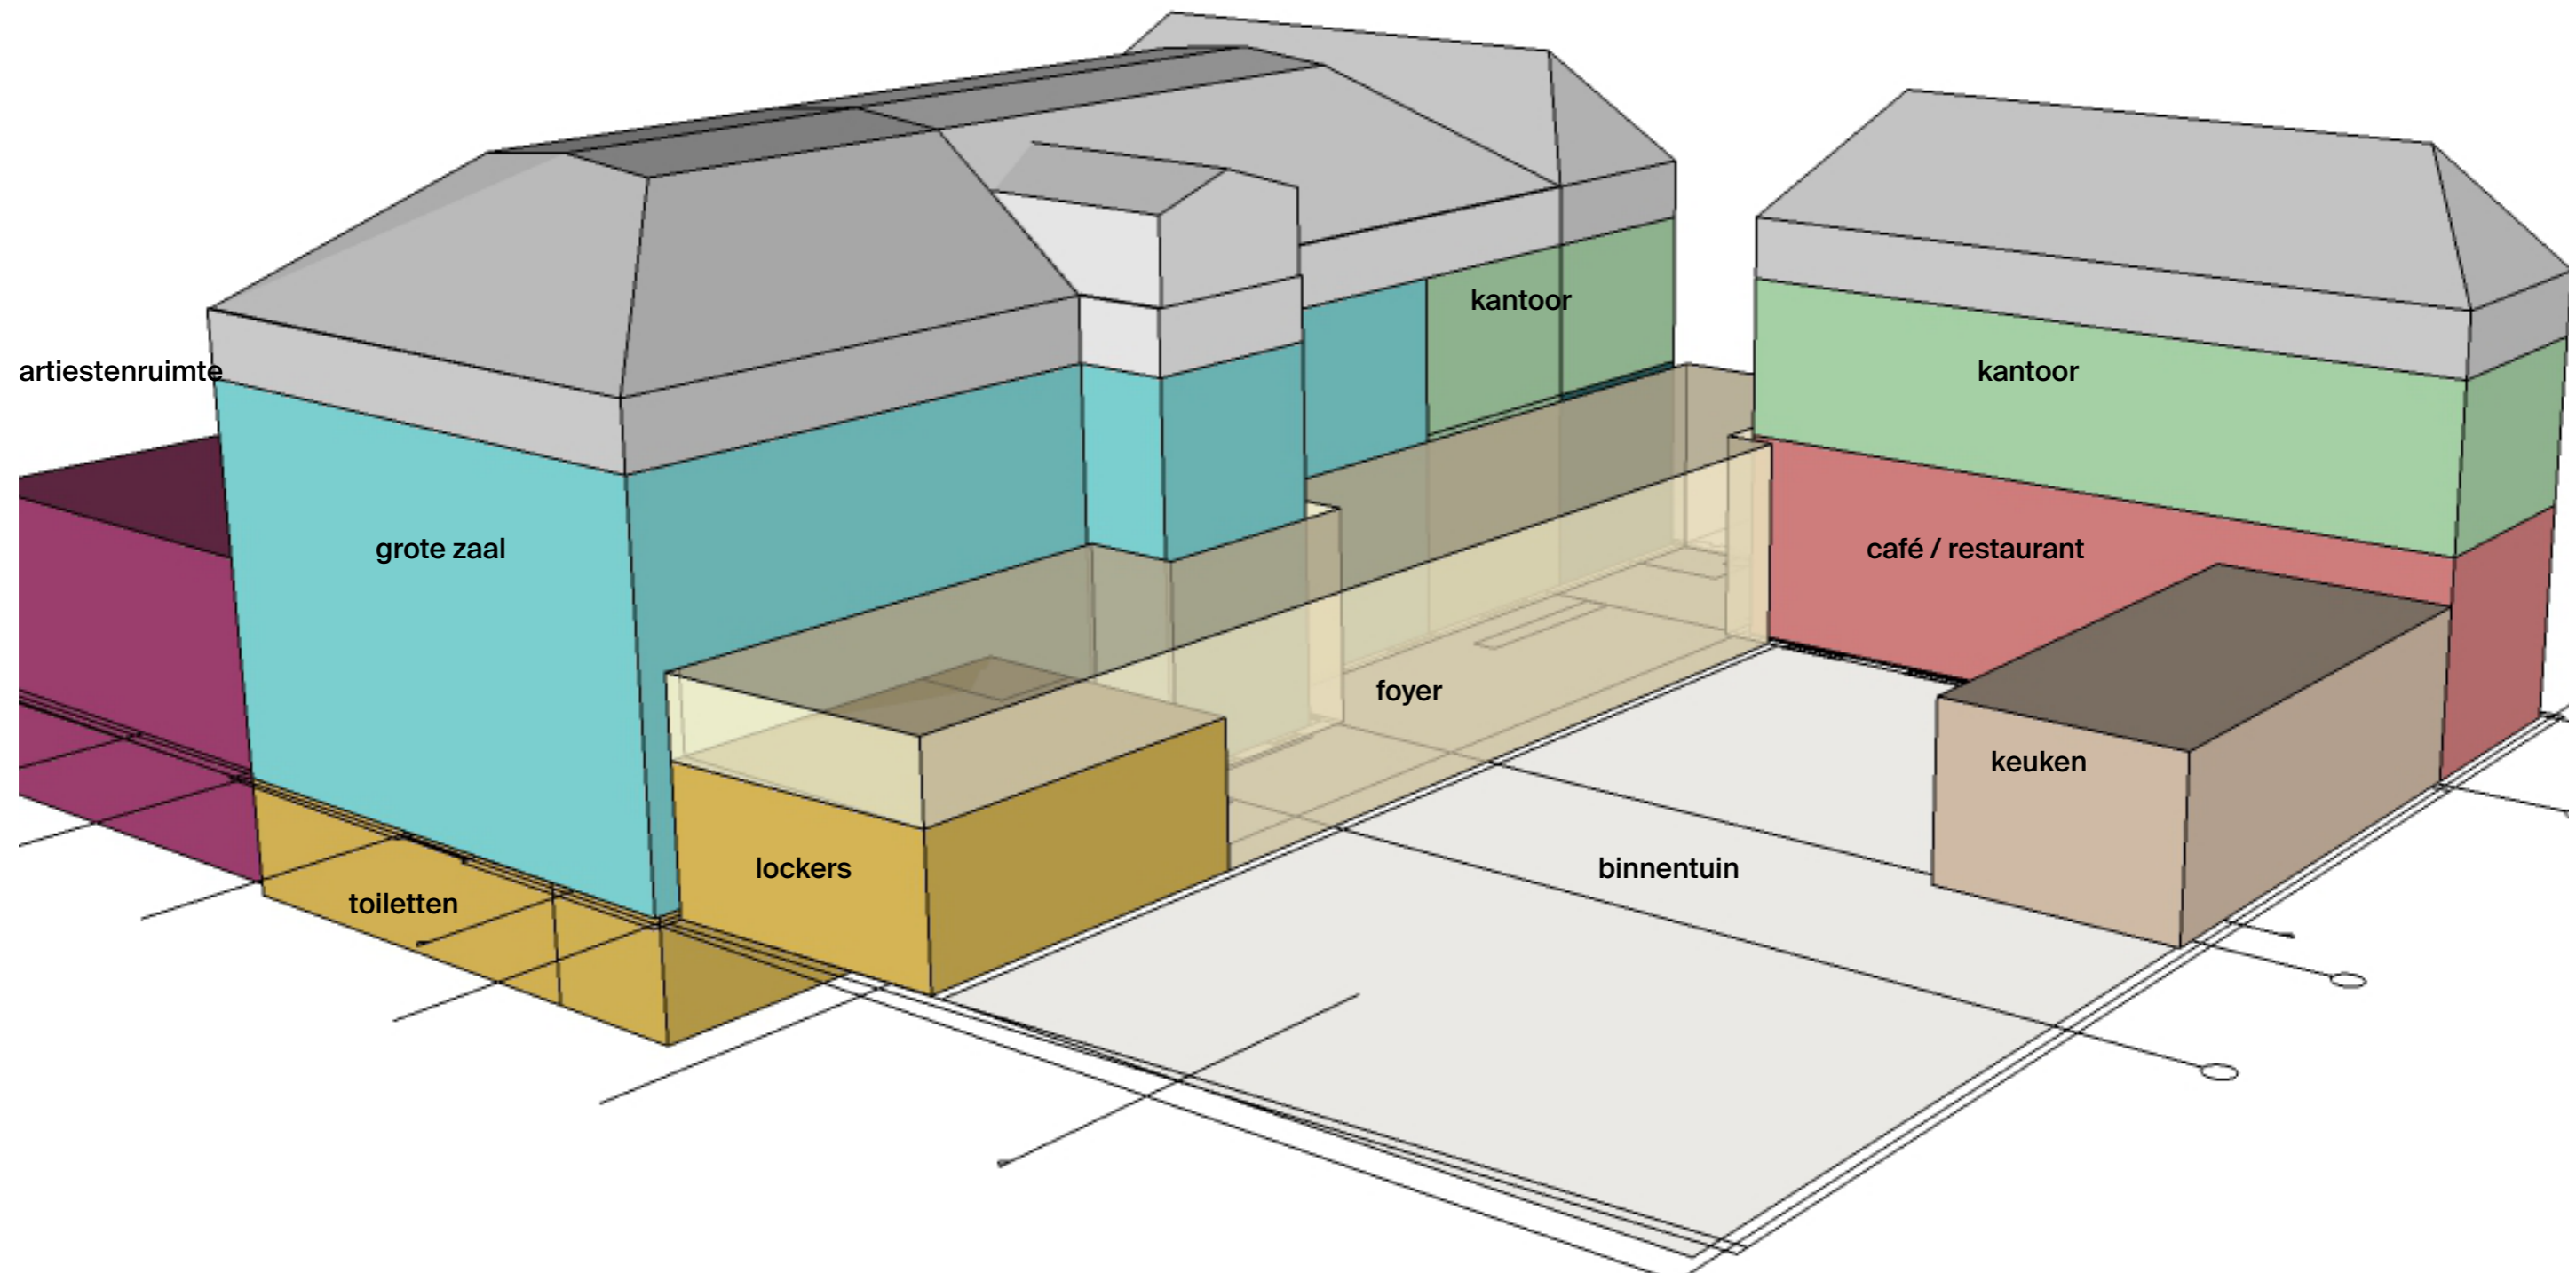 kantoor
artiestenruimte
kantoor
grote zaal
café / restaurant
foyer
keuken
lockers
binnentuin
toiletten